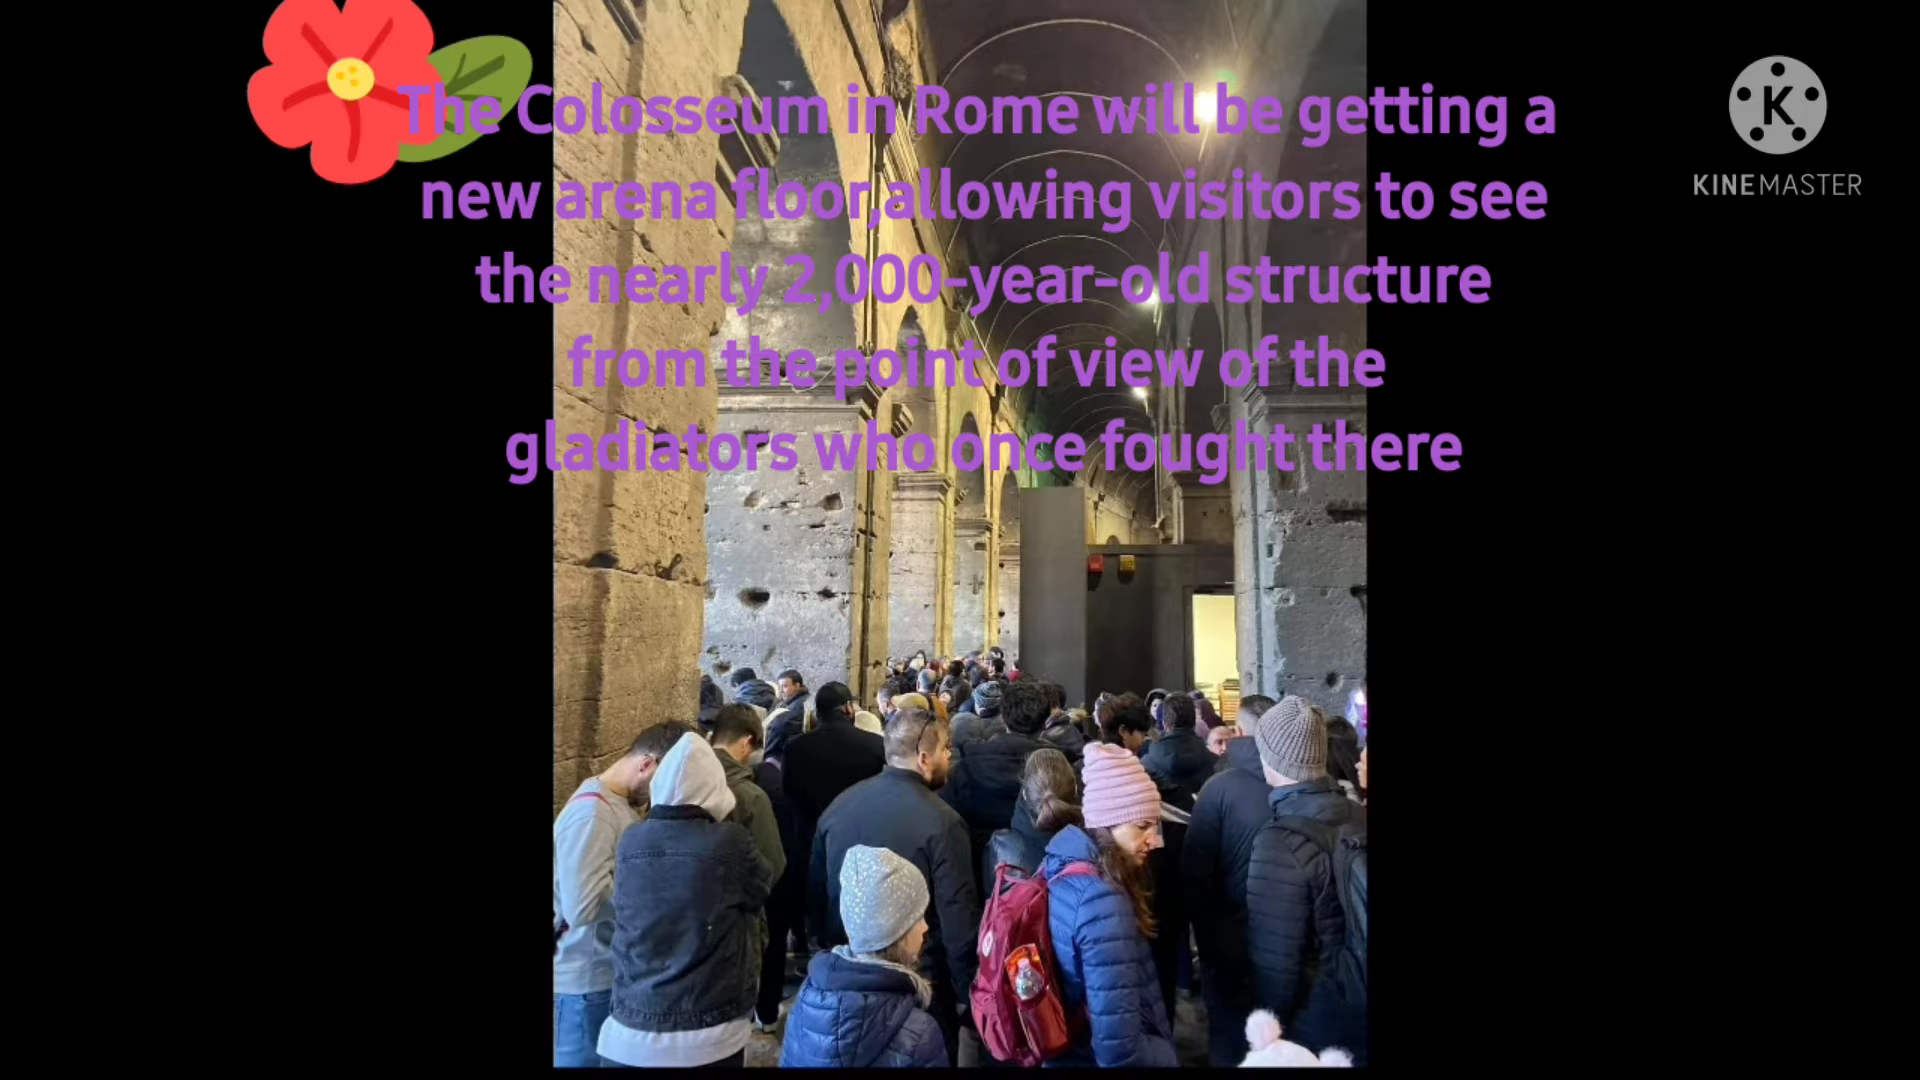 The Colosseum in Rome will be getting a
new arena floor,allowing visitors to see
the nearly 2,000-year-old structure
from the point of view of the
gladiators who once fought there
K
KINEMASTER